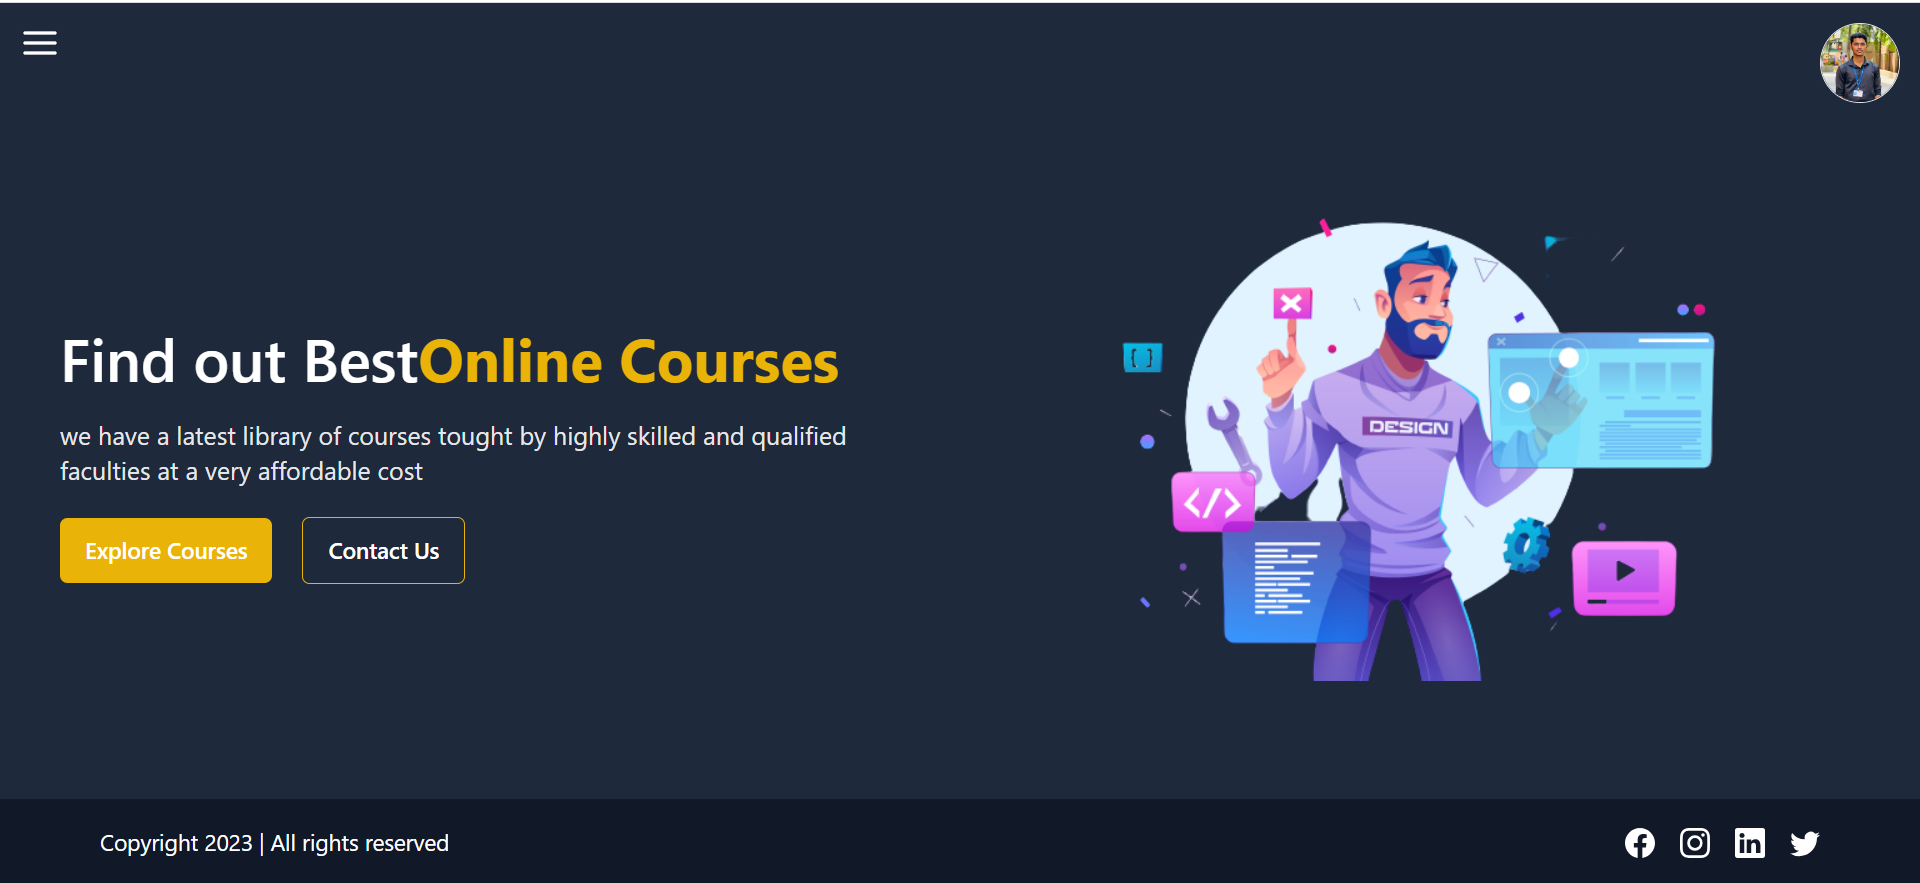 Find out BestOnline Courses
we have a latest library of courses tought by highly skilled and qualified
faculties at a very affordable cost
Explore Courses
Contact Us
DESIGN
Copyright 2023 | All rights reserved